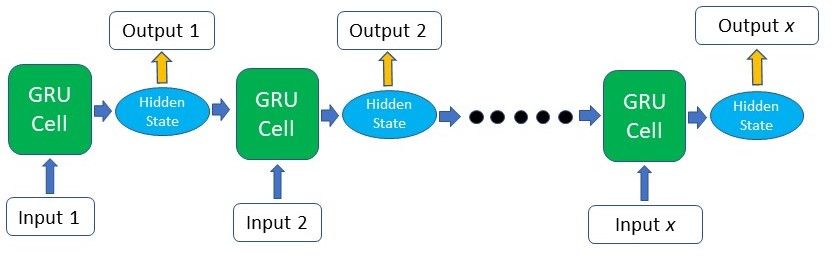 Output 1
Output 2
Output x
GRU
Cell
Hidden
State
GRU
Cell
Hidden
State
GRU
Cell
Hidden
State
Input 1
Input 2
Input x